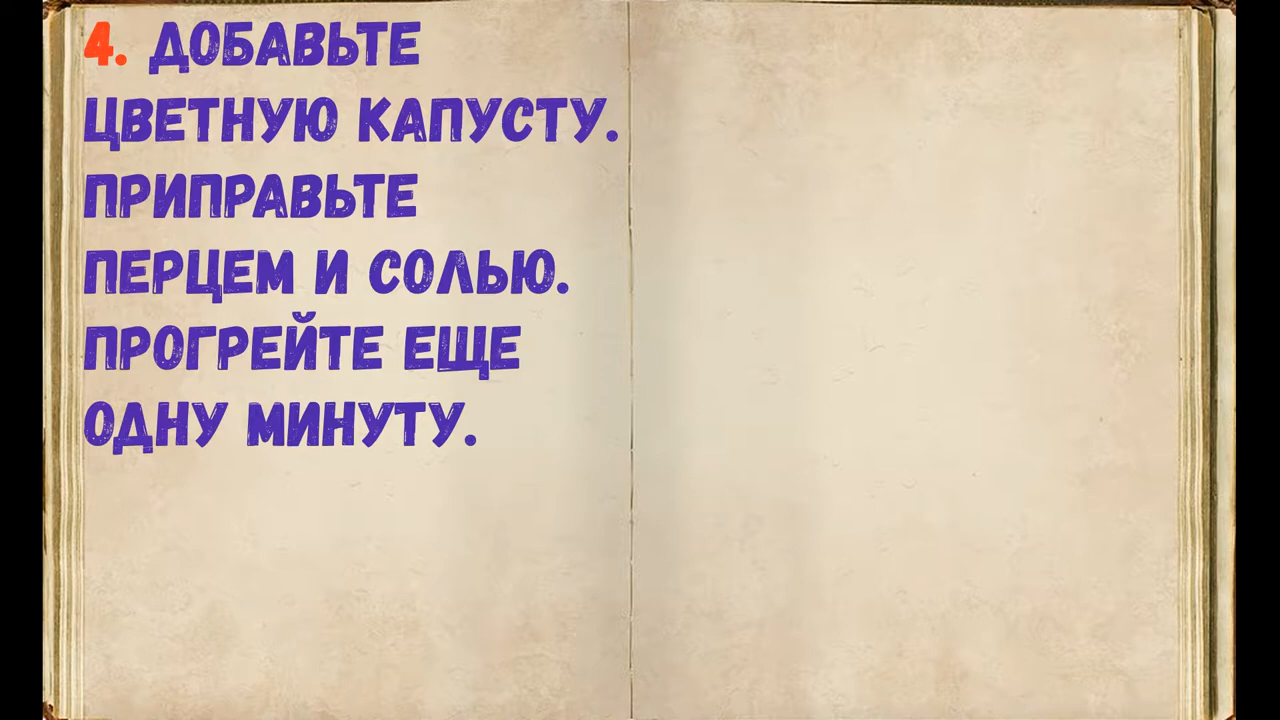 4. ДОБАВЬТЕ
ЦВЕТНУЮ КАПУСТУ.
ПРИПРАВЬТЕ
ПЕРЦЕМ И СОЛЬЮ.
ПРОГРЕЙТЕ ЕЩЕ
ОДНУ МИНУТУ.